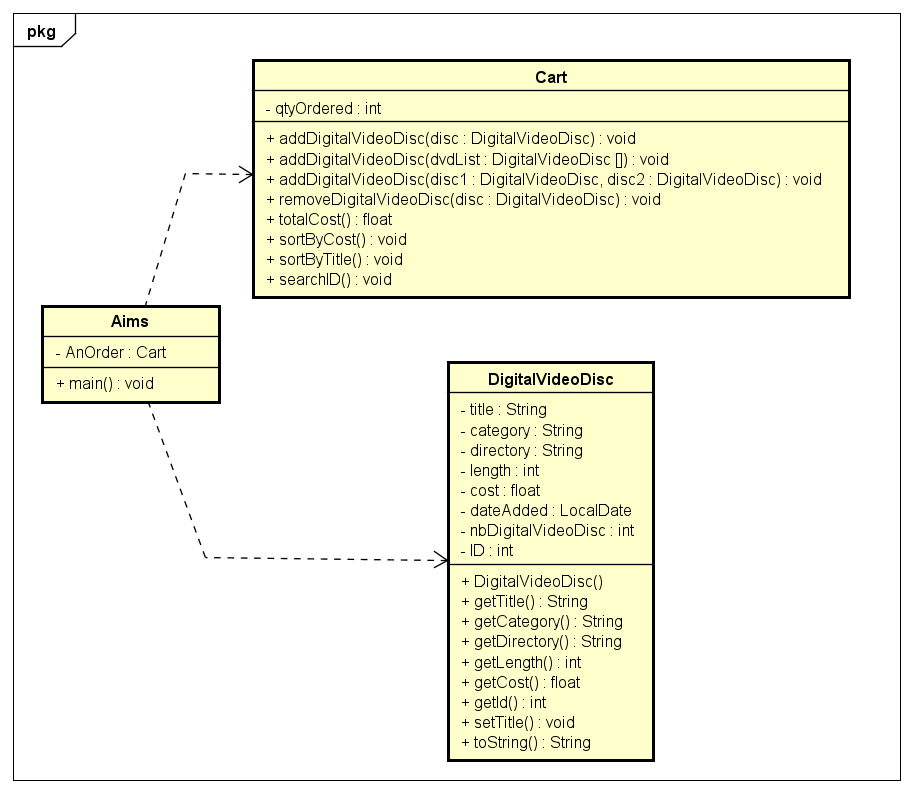 pkg
Cart
- qtyOrdered : int
+ addDigitalVideoDisc(disc : DigitalVideoDisc) : void
+ addDigitalVideoDisc(dvdList : DigitalVideoDisc []) : void
+ addDigitalVideoDisc(disc1 : DigitalVideoDisc, disc2 : DigitalVideoDisc) : void
+ removeDigitalVideoDisc(disc : DigitalVideoDisc) : void
+ totalCost() : float
+ sortByCost() : void
+ sortByTitle() : void
+ searchID() : void
Aims
- AnOrder : Cart
+ main() : void
DigitalVideoDisc
- title : String
- category : String
- directory : String
- length : int
- cost : float
- dateAdded : LocalDate
- nbDigitalVideoDisc : int
- ID : int
+ DigitalVideoDisc()
+ getTitle() : String
+ getCategory() : String
+ getDirectory() : String
+ getLength() : int
+ getCost() : float
+ getId() : int
+ setTitle() : void
+ toString() : String